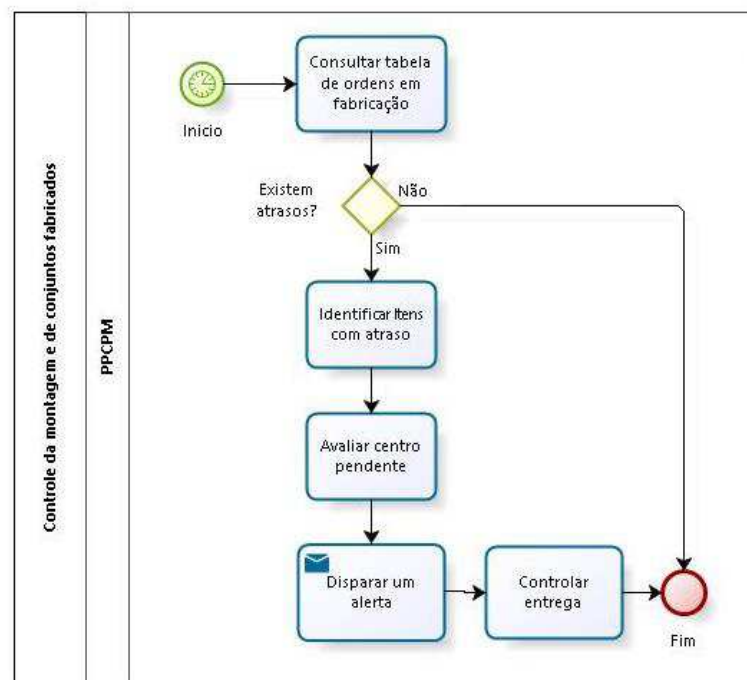 Controle da montagem e de conjuntos fabricados
PPCPM
Inicio
Consultar tabela
de ordens em
fabricação
Existem
atrasos?
Não
Sim
Identificar Itens
com atraso
Avaliar centro
pendente
Disparar um
alerta
Controlar
entrega
Fim